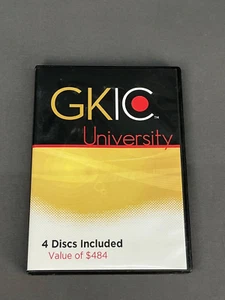 GKIC™
University
4 Discs Included
Value of $484